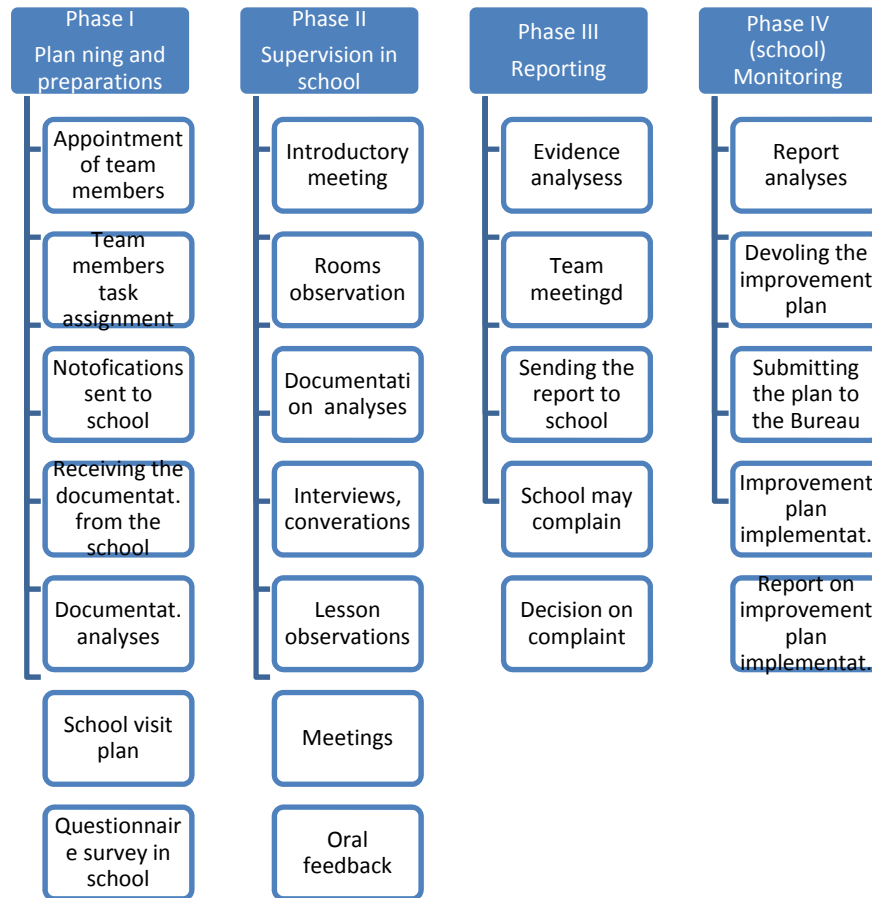 Phase I
Plan ning and
preparations
Appointment
of team
members
Team
members
task
assignment
Notofications
sent to
school
Receiving the
documentat.
from the
school
Documentat.
analyses
School visit
plan
Questionnair
e survey in
school
Phase II
Supervision in
school
Introductory
meeting
Rooms
observation
Documentati
on analyses
Interviews,
converations
Lesson
observations
Meetings
Oral
feedback
Phase III
Reporting
Evidence
analysess
Team
meetingd
Sending the
report to
school
School may
complain
Decision on
complaint
Phase IV
(school)
Monitoring
Report
analyses
Devoling the
improvement
plan
Submitting
the plan to
the Bureau
Improvement
plan
implementat.
Report on
improvement
plan
implementat.